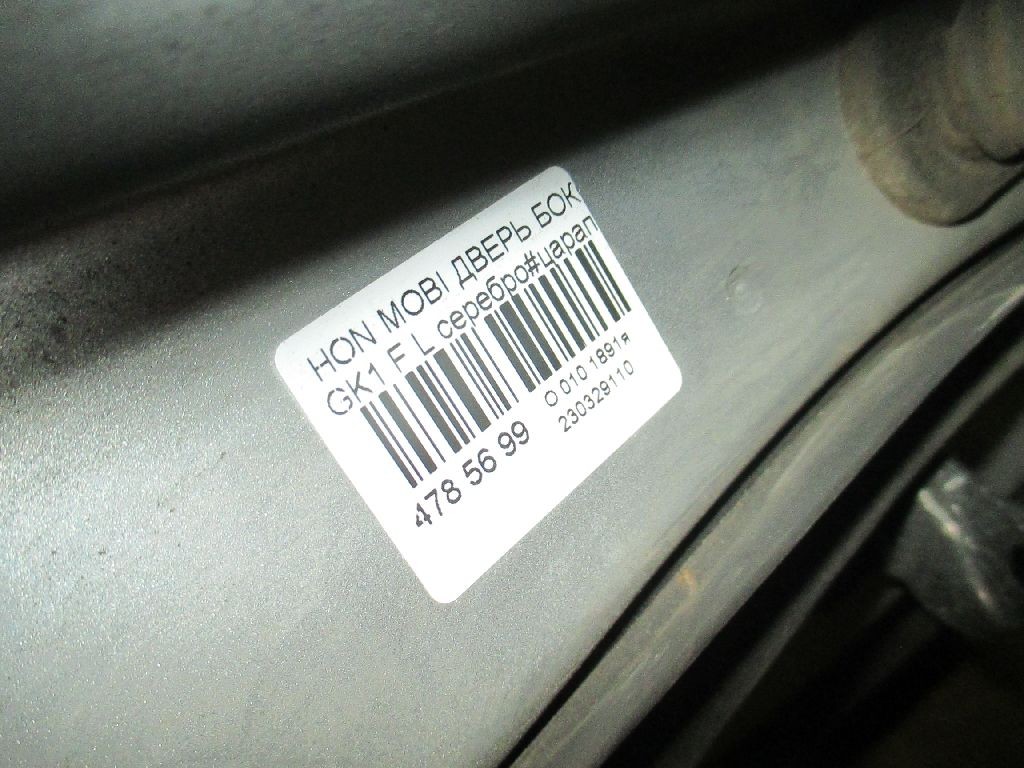 HON MOBI ДВЕРЬ БОК
GK1 F L серебро#царап
478 56 99
O 010 1891я
230329110